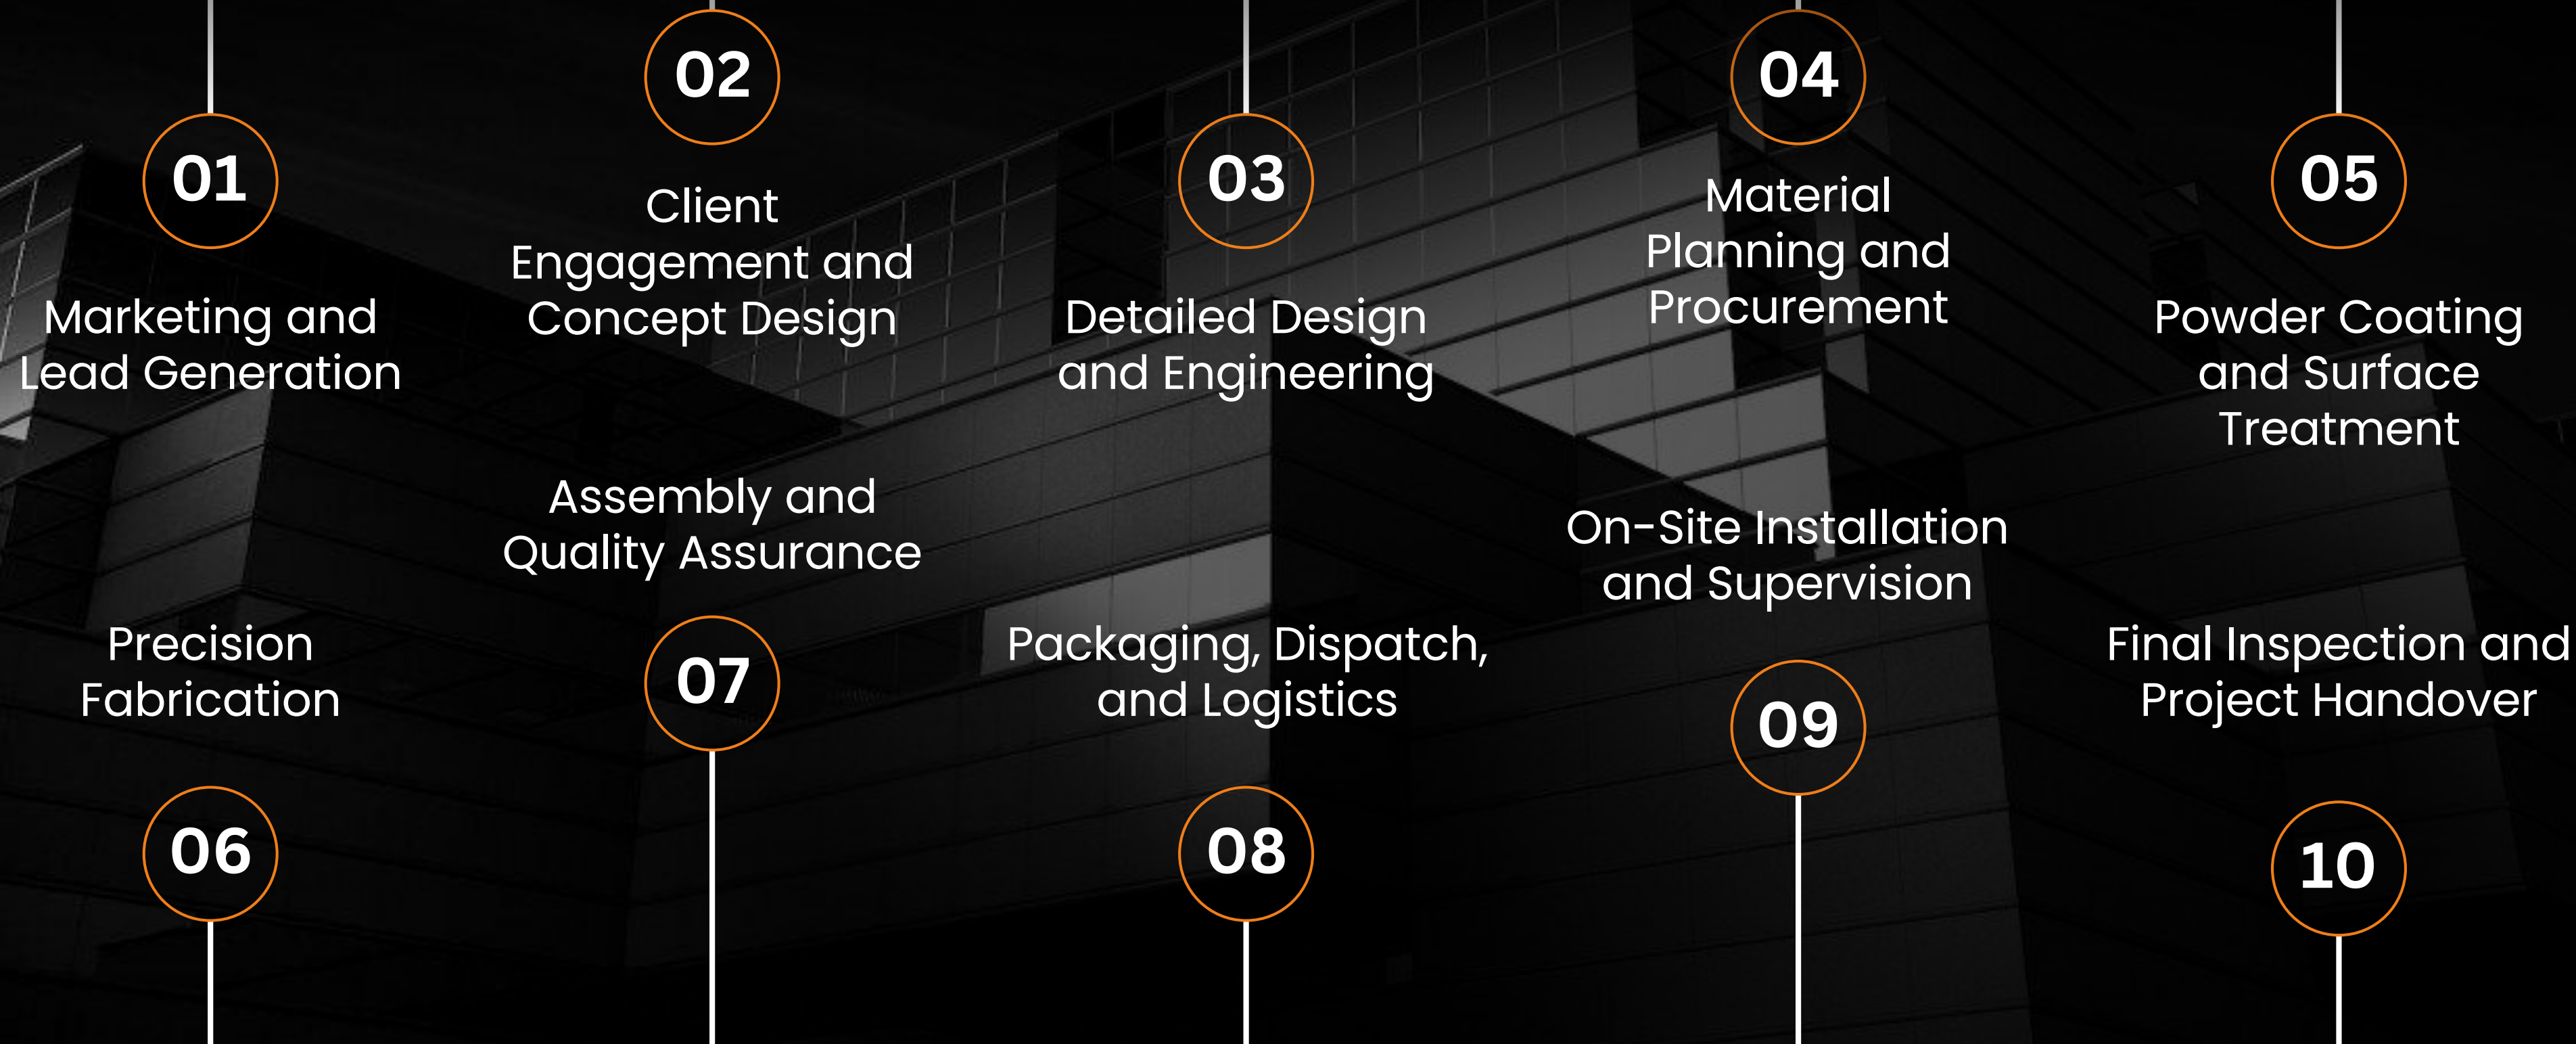 01
Marketing and
Lead Generation
02
Client
Engagement and
Concept Design
03
Detailed Design
and Engineering
04
Material
Planning and
Procurement
05
Powder Coating
and Surface
Treatment
Precision
Fabrication
06
Assembly and
Quality Assurance
07
Packaging, Dispatch,
and Logistics
08
On-Site Installation
and Supervision
09
Final Inspection and
Project Handover
10